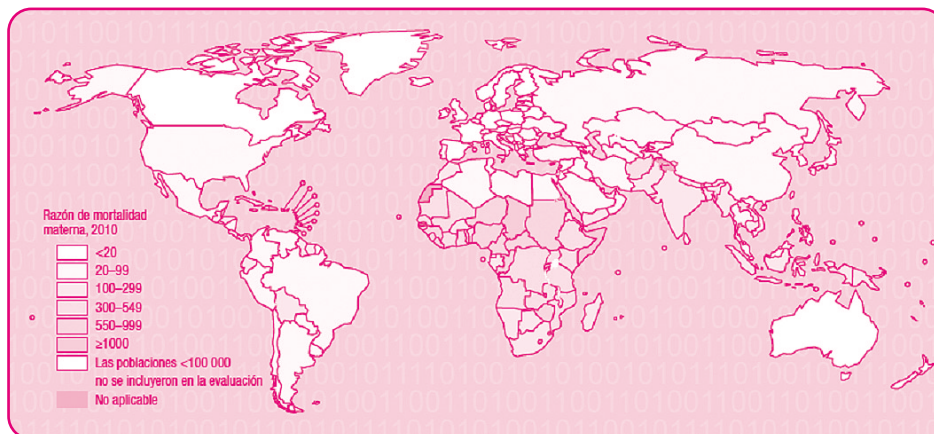 Razón de mortalidad
materna, 2010
<20
20–99
100–299
300–549
550–999
≥1000
Las poblaciones <100 000
no se incluyeron en la evaluación
No aplicable